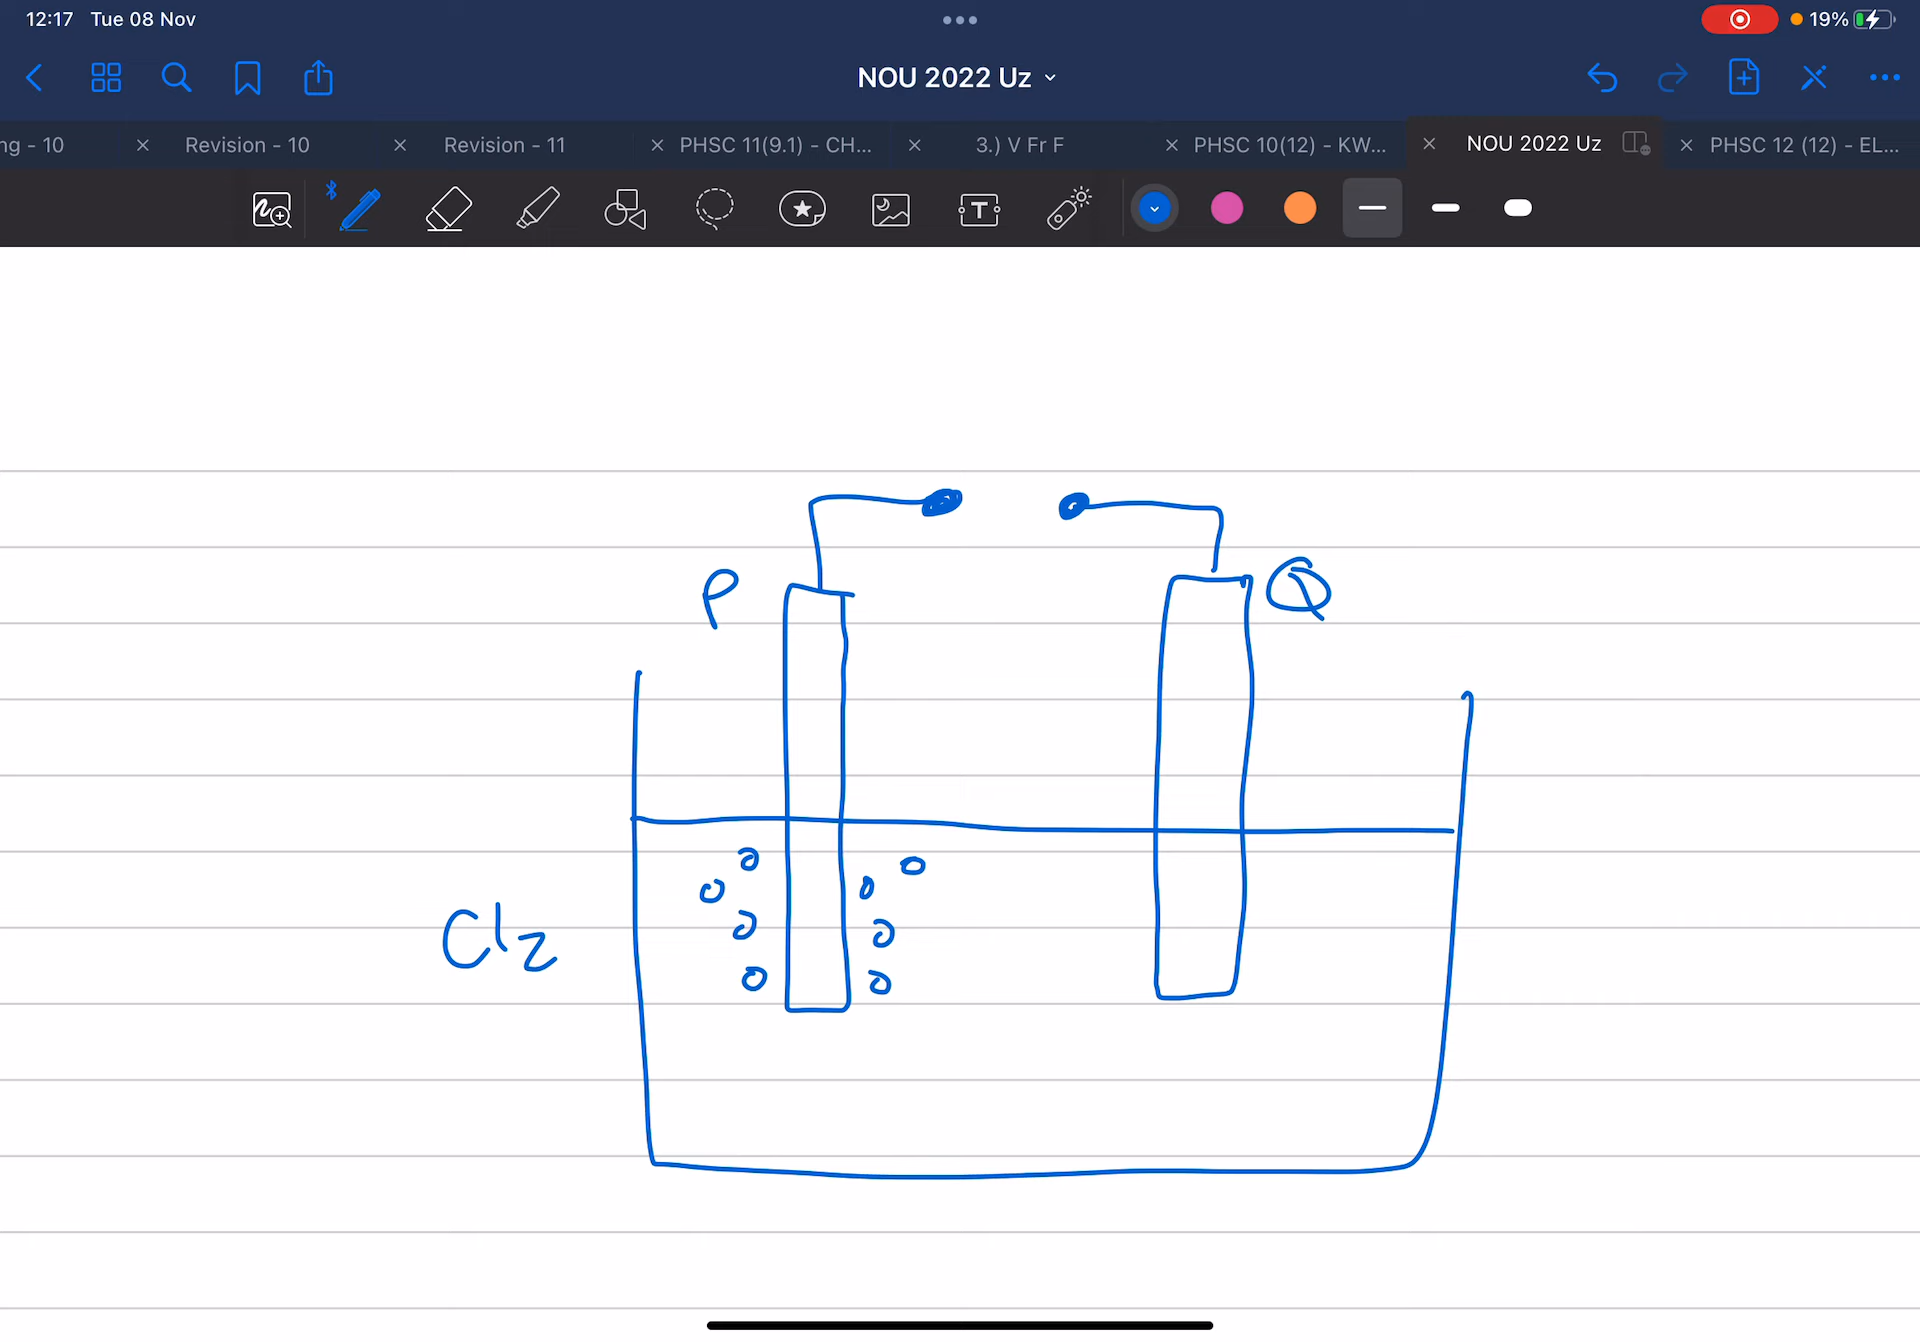 12:17 Tue 08 Nov
19%
NOU 2022 Uz
ng - 10
Revision - 10
Revision - 11
PHSC 11(9.1) - CH...
3.) V Fr F
PHSC 10(12) - KW...
NOU 2022 Uz
PHSC 12 (12) - EL...
T
P
Q
Cl2